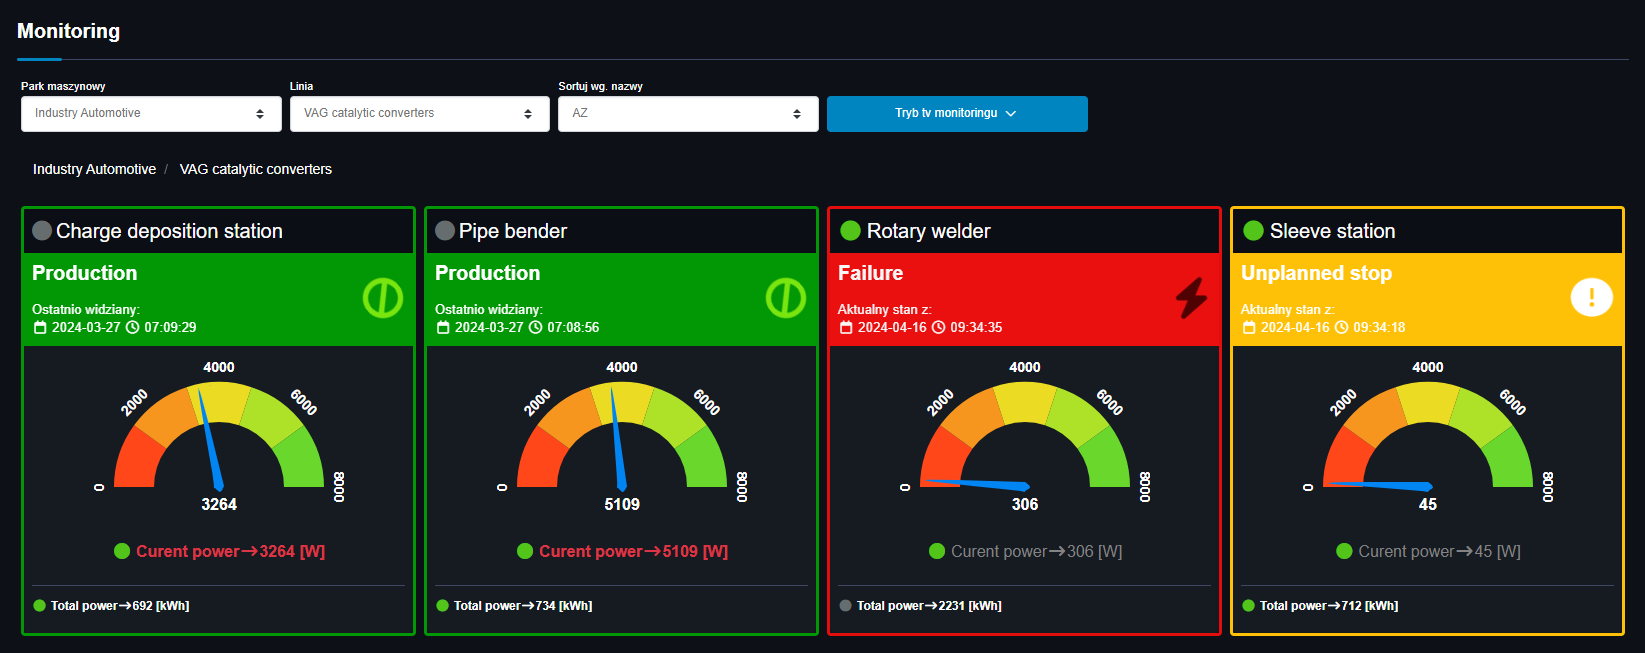 Monitoring
Park maszynowy
Linia
Sortuj wg. nazwy
Industry Automotive
VAG catalytic converters
AZ
Tryb tv monitoringu
Industry Automotive / VAG catalytic converters
Charge deposition station
Production
Ostatnio widziany:
2024-03-27 07:09:29
0
2000
4000
6000
8000
3264
Curent power→3264 [W]
Total power→692 [kWh]
Pipe bender
Production
Ostatnio widziany:
2024-03-27 07:08:56
0
2000
4000
6000
8000
5109
Curent power→5109 [W]
Total power→734 [kWh]
Rotary welder
Failure
Aktualny stan z:
2024-04-16 09:34:35
0
2000
4000
6000
8000
306
Curent power→306 [W]
Total power→2231 [kWh]
Sleeve station
Unplanned stop
Aktualny stan z:
2024-04-16 09:34:18
0
2000
4000
6000
8000
45
Curent power→45 [W]
Total power→712 [kWh]